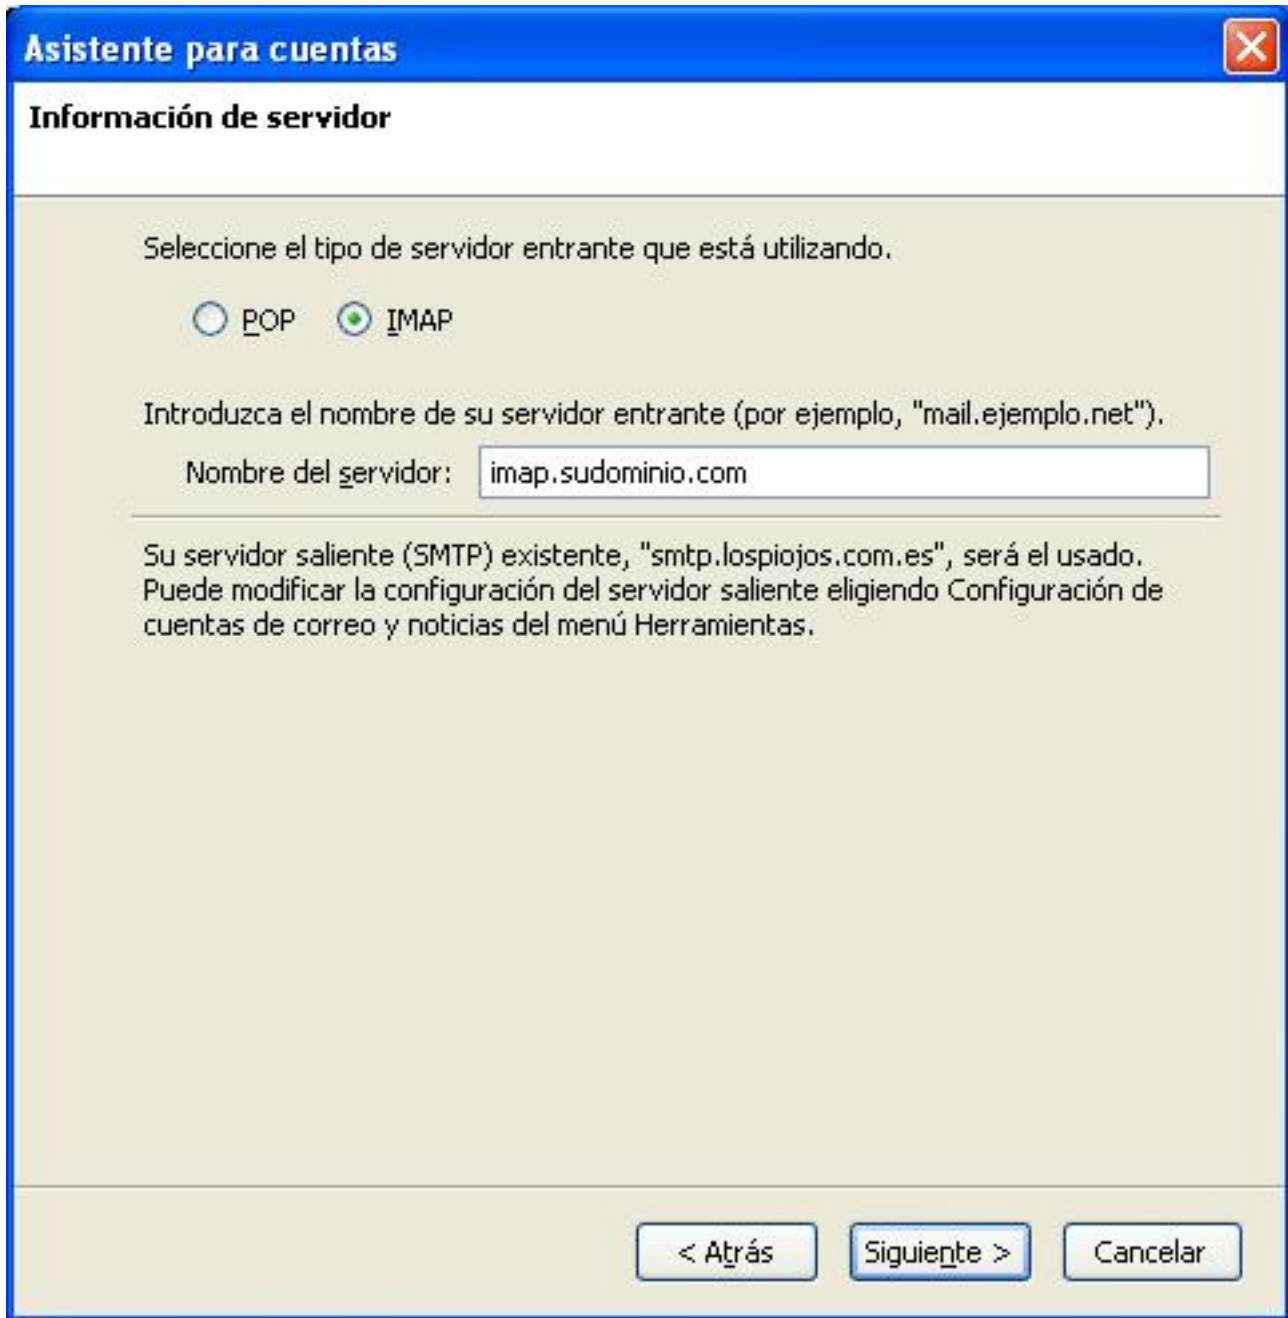 Asistente para cuentas
Información de servidor
Seleccione el tipo de servidor entrante que está utilizando.
POP IMAP
Introduzca el nombre de su servidor entrante (por ejemplo, "mail.ejemplo.net").
Nombre del servidor: imap.sudominio.com
Su servidor saliente (SMTP) existente, "smtp.lospiojos.com.es", será el usado.
Puede modificar la configuración del servidor saliente eligiendo Configuración de
cuentas de correo y noticias del menú Herramientas.
< Atrás Siguiente > Cancelar